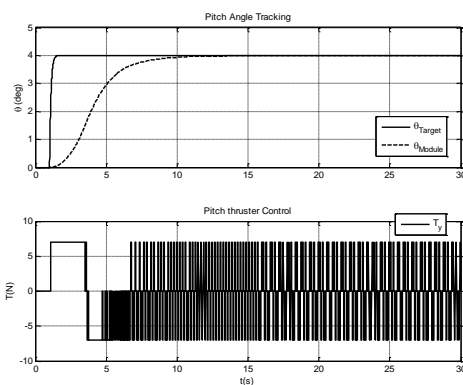 Pitch Angle Tracking
5
4
3
2
1
0
θ (deg)
0 5 10 15 20 25 30
θTarget
θModule
Pitch thruster Control
10
5
0
-5
-10
T(N)
Ty
0 5 10 15 20 25 30
t(s)